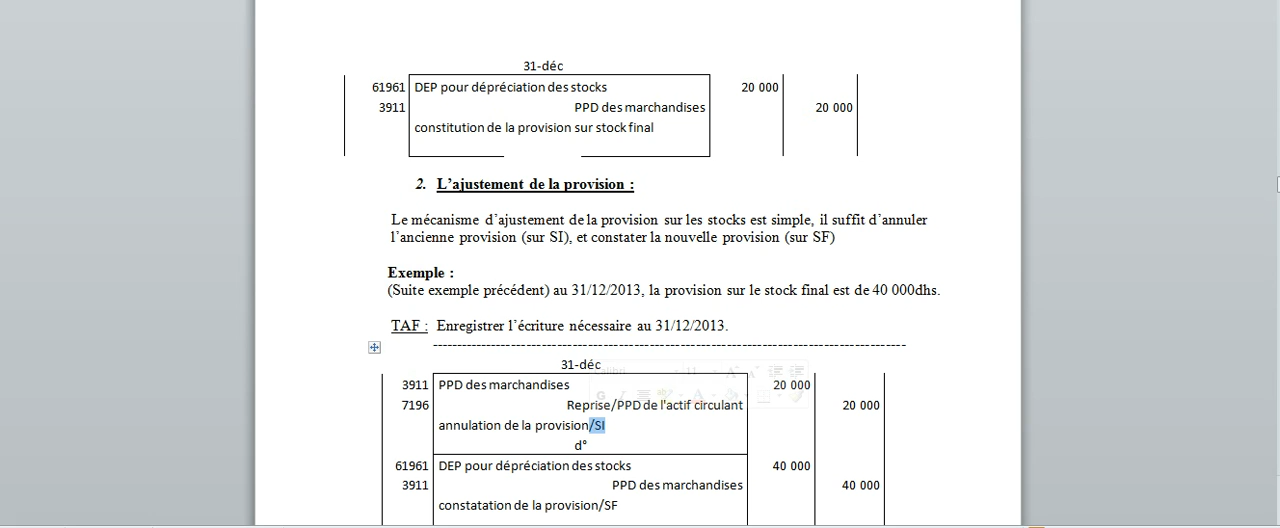 31-déc
61961 DEP pour dépréciation des stocks 20 000
3911 PPD des marchandises 20 000
constitution de la provision sur stock final
2. L'ajustement de la provision :
Le mécanisme d'ajustement de la provision sur les stocks est simple, il suffit d'annuler
l'ancienne provision (sur SI), et constater la nouvelle provision (sur SF)
Exemple :
(Suite exemple précédent) au 31/12/2013, la provision sur le stock final est de 40 000dhs.
TAF : Enregistrer l'écriture nécessaire au 31/12/2013.
31-déc
3911 PPD des marchandises 20 000
7196 Reprise/PPD de l'actif circulant 20 000
annulation de la provision/SI
d°
61961 DEP pour dépréciation des stocks 40 000
3911 PPD des marchandises 40 000
constatation de la provision/SF